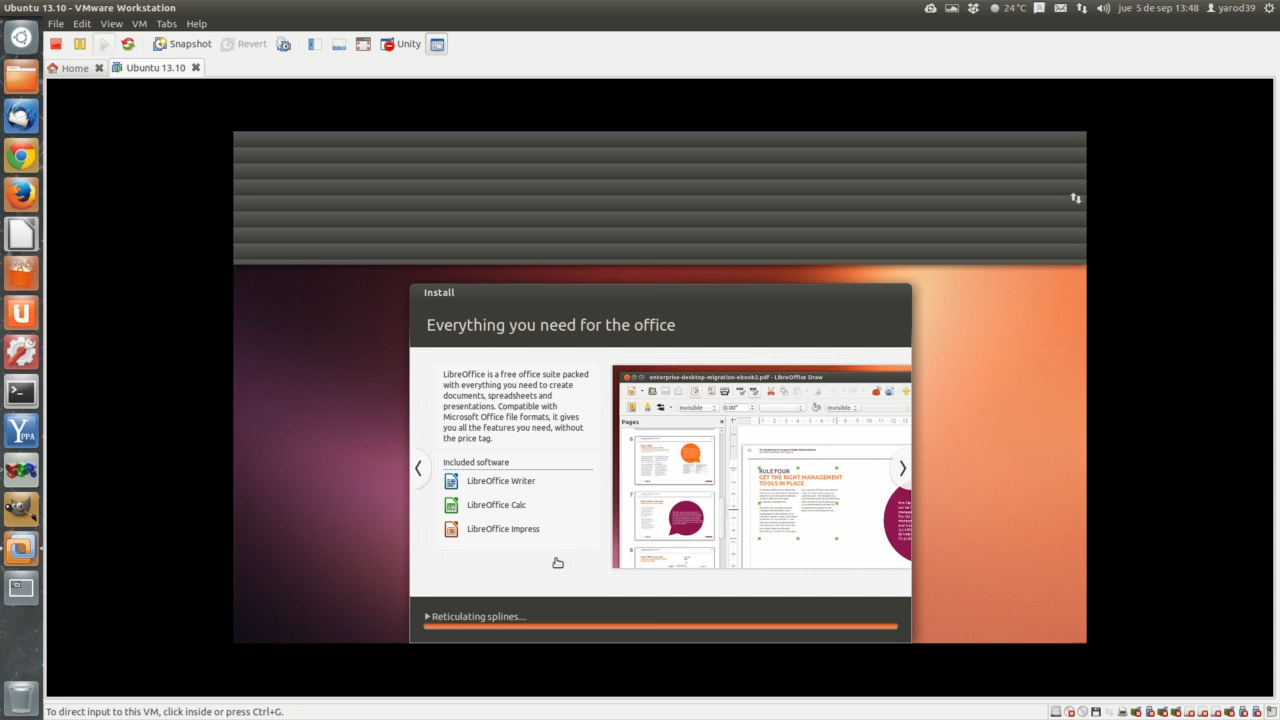 Ubuntu 13.10 - VMware Workstation
24 °C A jue 5 de sep 13:48 yarod39
File Edit View VM Tabs Help
Snapshot Revert Unity
Home Ubuntu 13.10
Install
Everything you need for the office
LibreOffice is a free office suite packed
with everything you need to create
documents, spreadsheets and
presentations. Compatible with
Microsoft Office file formats, it gives
you all the features you need, without
the price tag.
Included software
LibreOffice Writer
LibreOffice Calc
LibreOffice Impress
enterprise-desktop-migration-ebook2.pdf - LibreOffice Draw
Invisible 0.00" Invisible
Pages
6
7
8
RULE FOUR
GET THE RIGHT MANAGEMENT
TOOLS IN PLACE
Reticulating splines...
YPPA
To direct input to this VM, click inside or press Ctrl+G.